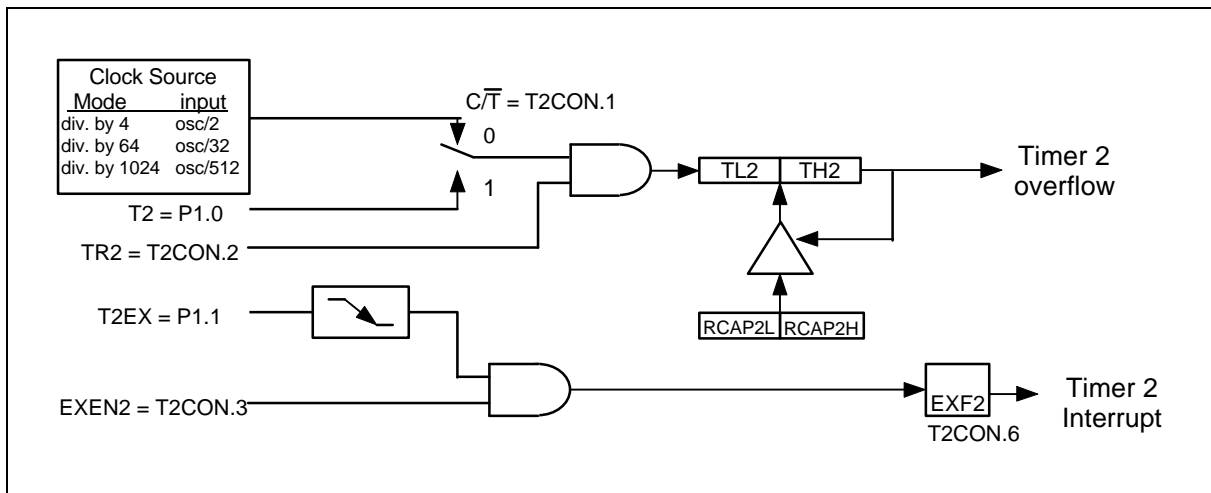 Clock Source
Mode input
div. by 4 osc/2
div. by 64 osc/32
div. by 1024 osc/512
C/T̅ = T2CON.1
0
1
T2 = P1.0
TR2 = T2CON.2
TL2 TH2
Timer 2
overflow
RCAP2L RCAP2H
T2EX = P1.1
EXEN2 = T2CON.3
EXF2
T2CON.6
Timer 2
Interrupt